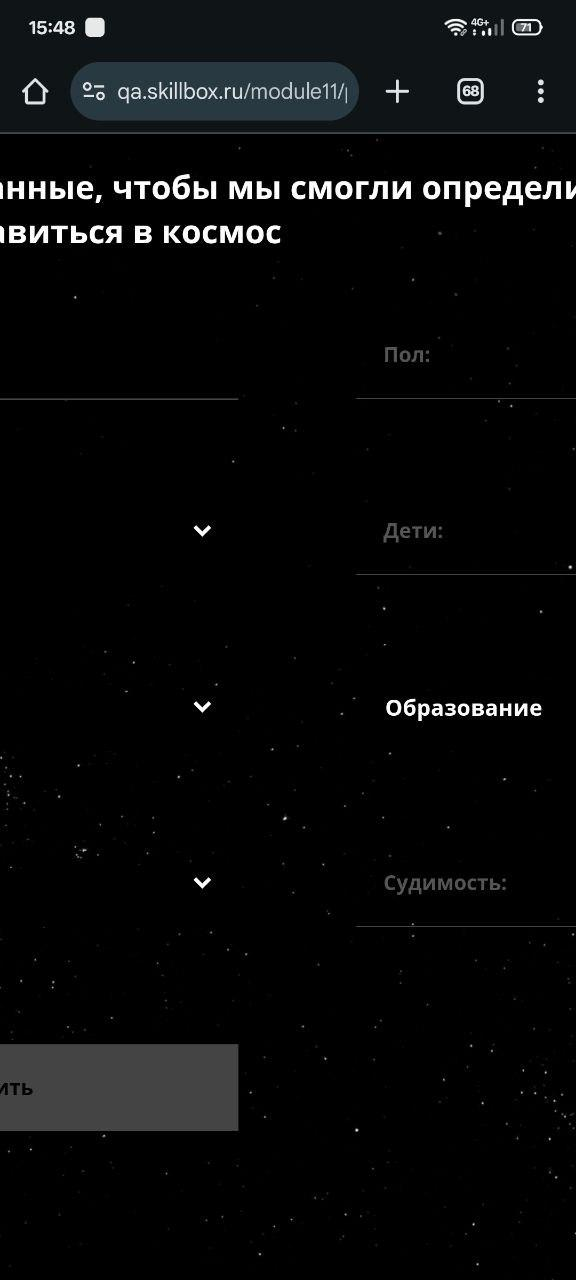 15:48 4G+ 71
qa.skillbox.ru/module11/ 68
анные, чтобы мы смогли определи
авиться в космос
Пол:
Дети:
Образование
Судимость:
ить